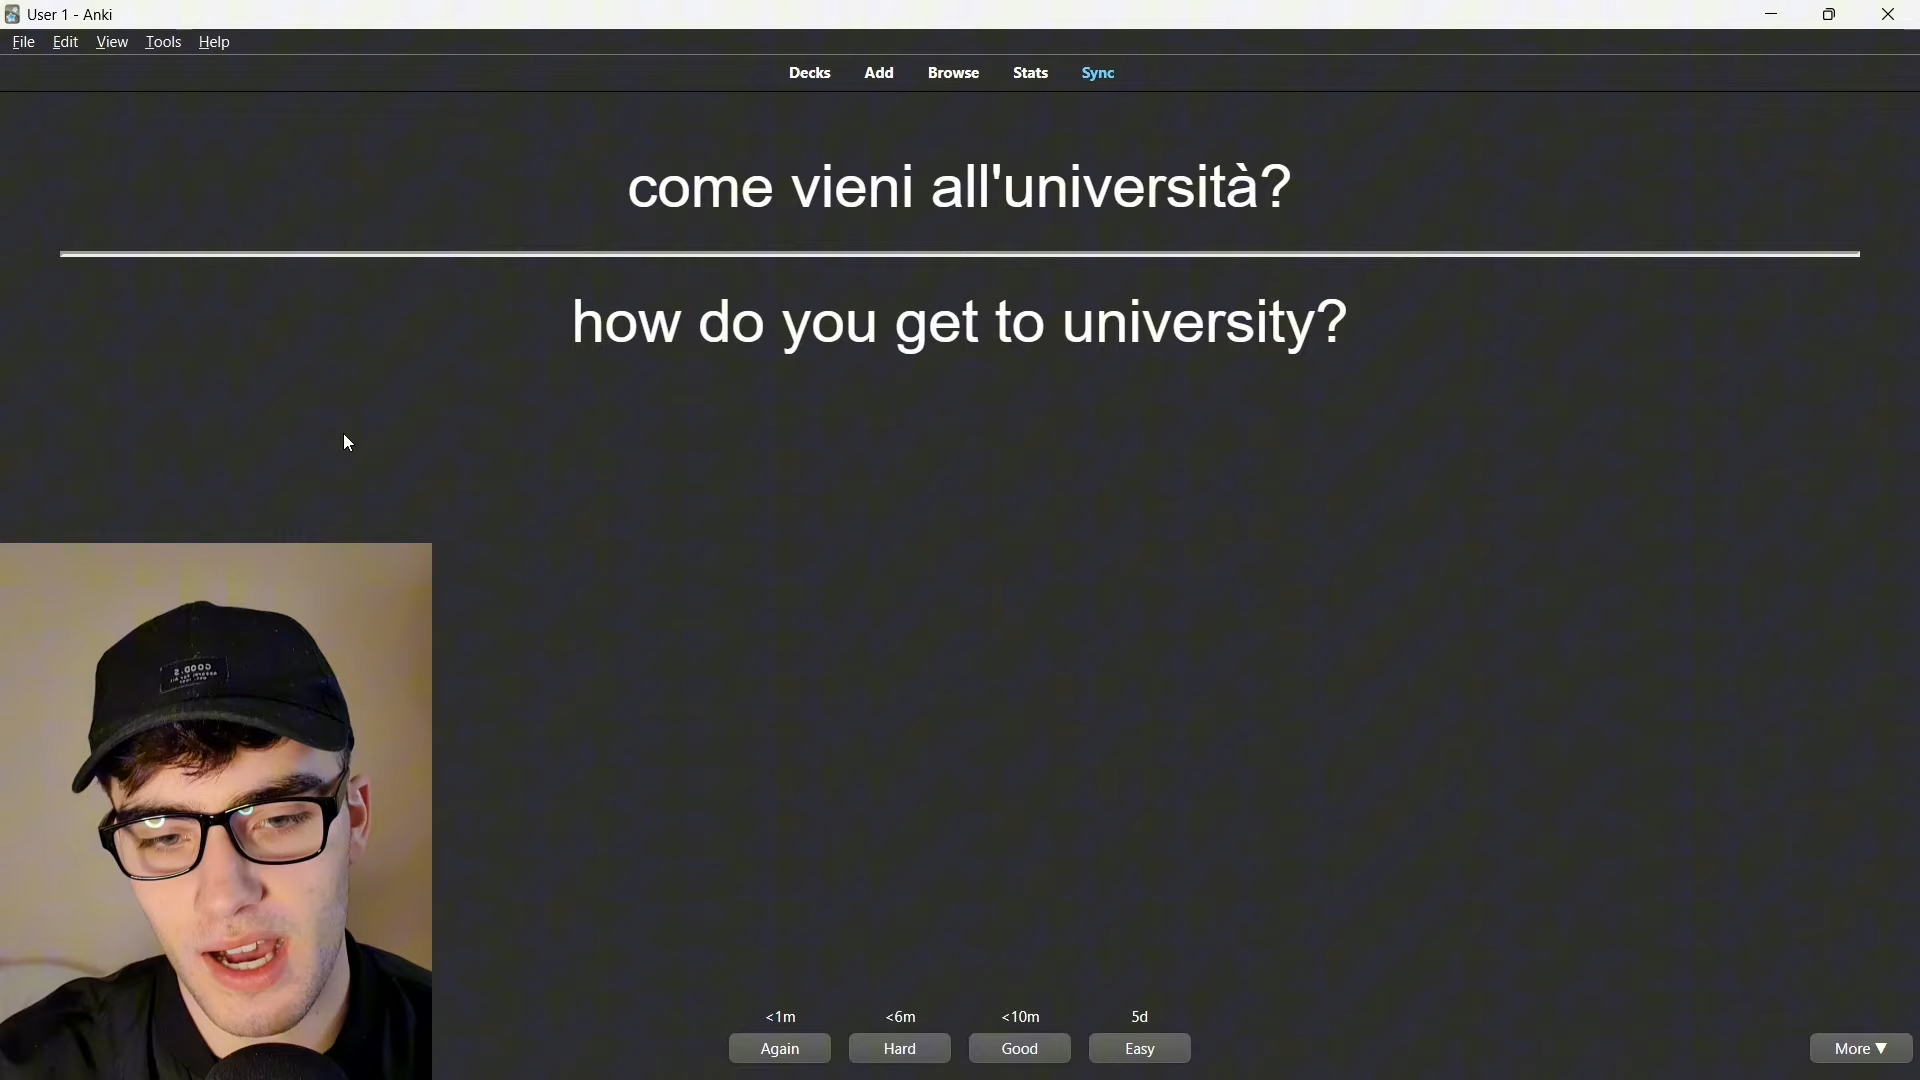 User 1 - Anki
File Edit View Tools Help
Decks Add Browse Stats Sync
come vieni all'università?
how do you get to university?
<1m <6m <10m 5d
Again Hard Good Easy
More ▼